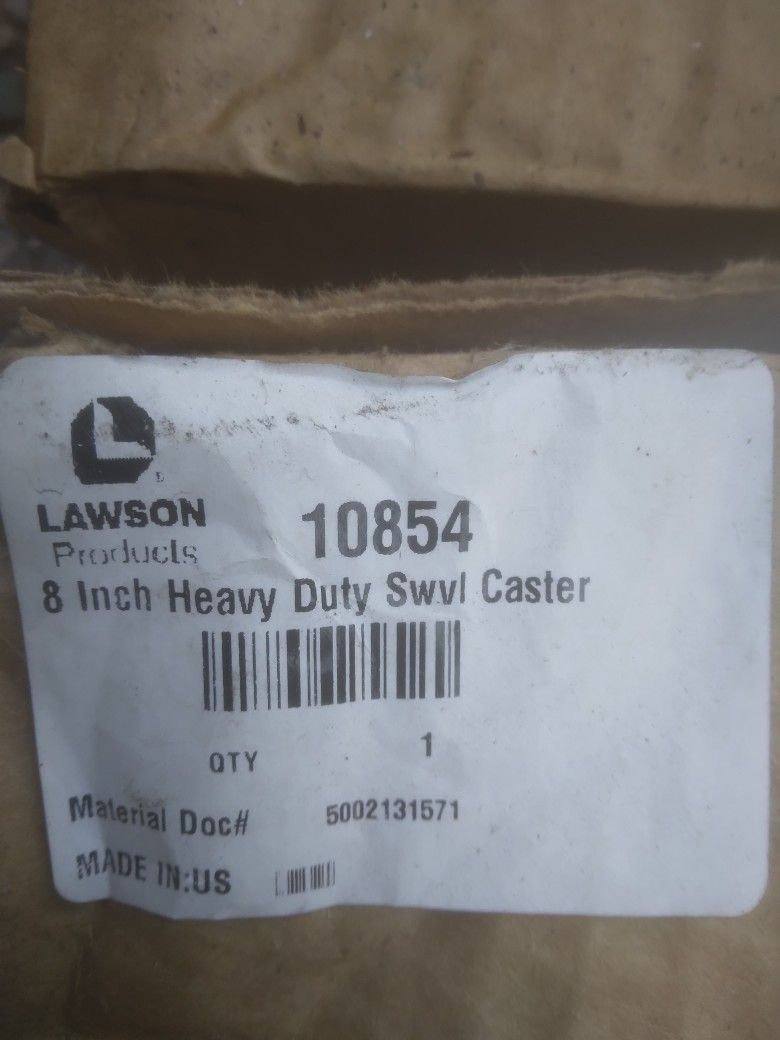 LAWSON
Products
10854
8 Inch Heavy Duty Swvl Caster
QTY 1
Material Doc# 5002131571
MADE IN:US